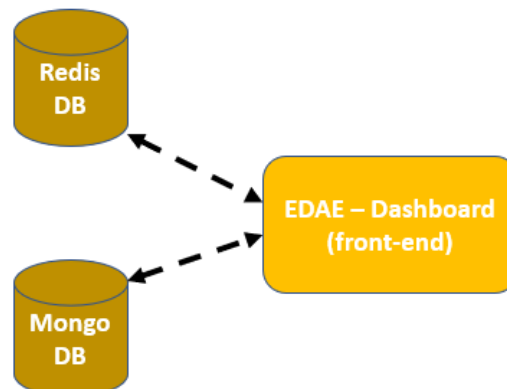 Redis
DB
EDAE – Dashboard
(front-end)
Mongo
DB